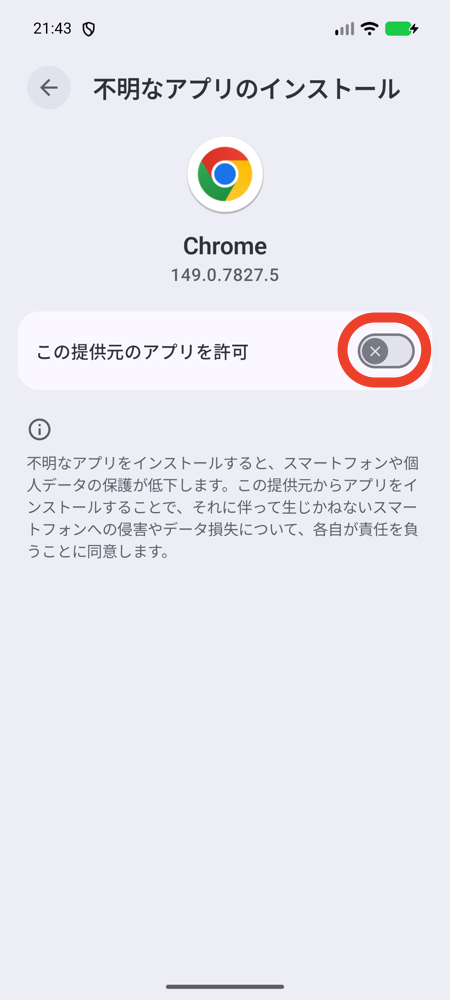 21:43
不明なアプリのインストール
Chrome
149.0.7827.5
この提供元のアプリを許可
不明なアプリをインストールすると、スマートフォンや個
人データの保護が低下します。この提供元からアプリをイ
ンストールすることで、それに伴って生じかねないスマー
トフォンへの侵害やデータ損失について、各自が責任を負
うことに同意します。